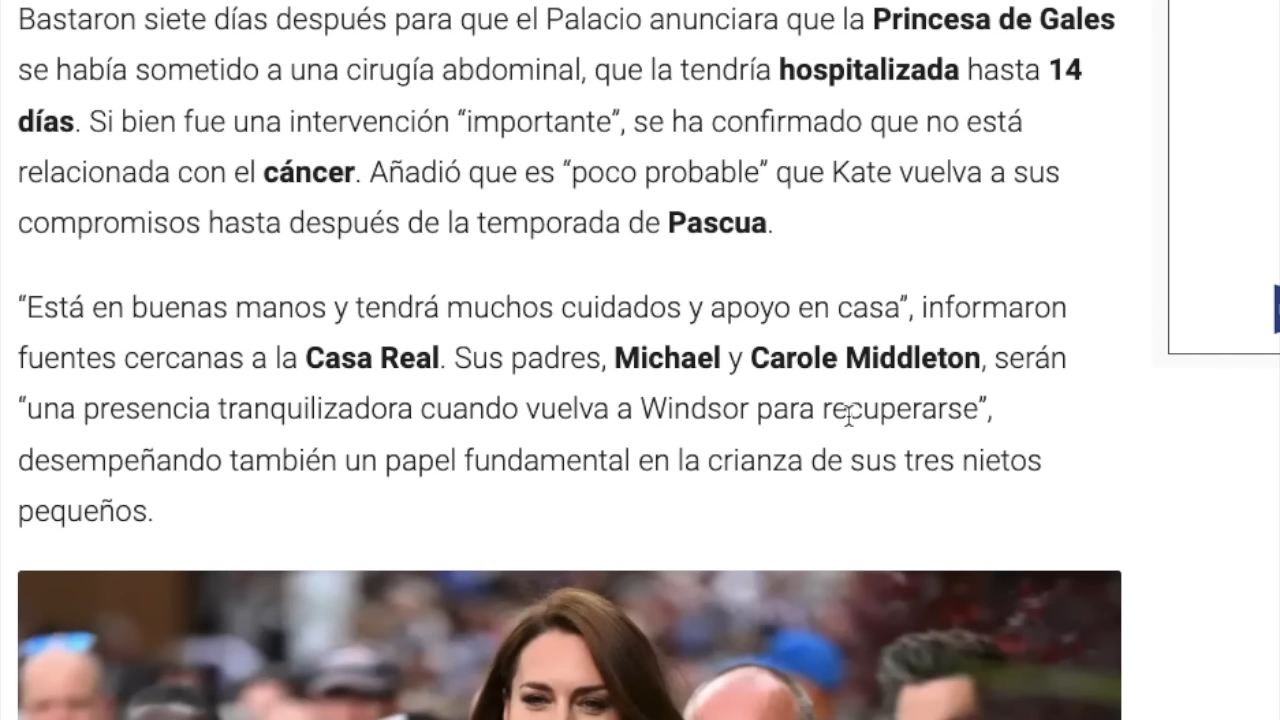 Bastaron siete días después para que el Palacio anunciara que la Princesa de Gales
se había sometido a una cirugía abdominal, que la tendría hospitalizada hasta 14
días. Si bien fue una intervención “importante”, se ha confirmado que no está
relacionada con el cáncer. Añadió que es “poco probable” que Kate vuelva a sus
compromisos hasta después de la temporada de Pascua.
“Está en buenas manos y tendrá muchos cuidados y apoyo en casa”, informaron
fuentes cercanas a la Casa Real. Sus padres, Michael y Carole Middleton, serán
“una presencia tranquilizadora cuando vuelva a Windsor para recuperarse”,
desempeñando también un papel fundamental en la crianza de sus tres nietos
pequeños.